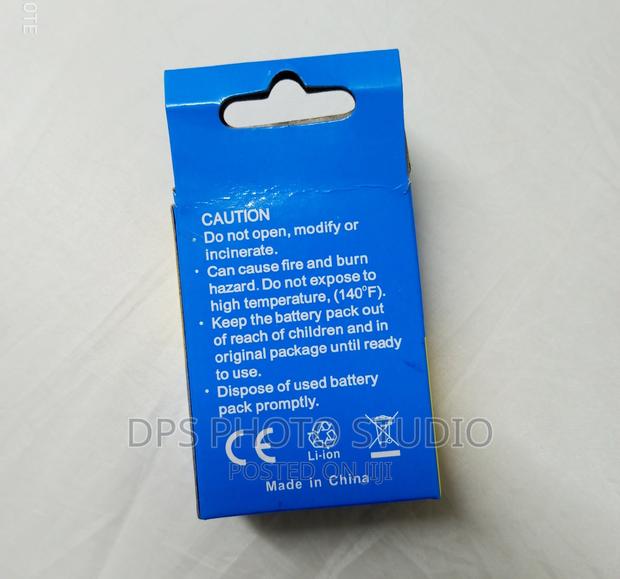 OTE
CAUTION
· Do not open, modify or
incinerate.
· Can cause fire and burn
hazard. Do not expose to
high temperature, (140°F).
· Keep the battery pack out
of reach of children and in
original package until ready
to use.
· Dispose of used battery
pack promptly.
DPS PHOTO STUDIO
CE
Li-ion
POSTED ON JIJI
Made in China